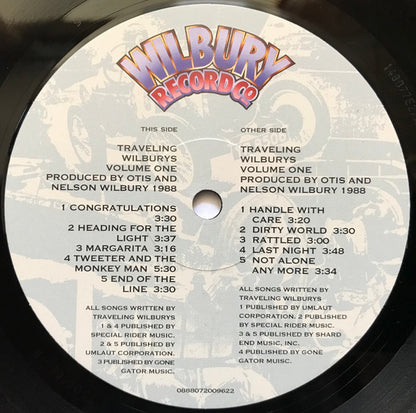 WILBURY
RECORD CO.
THIS SIDE
TRAVELING
WILBURYS
VOLUME ONE
PRODUCED BY OTIS AND
NELSON WILBURY 1988
1 CONGRATULATIONS
3:30
2 HEADING FOR THE
LIGHT 3:37
3 MARGARITA 3:16
4 TWEETER AND THE
MONKEY MAN 5:30
5 END OF THE
LINE 3:30
ALL SONGS WRITTEN BY
TRAVELING WILBURYS
1 & 4 PUBLISHED BY
SPECIAL RIDER MUSIC.
2 & 5 PUBLISHED BY
UMLAUT CORPORATION.
3 PUBLISHED BY GONE
GATOR MUSIC.
OTHER SIDE
TRAVELING
WILBURYS
VOLUME ONE
PRODUCED BY OTIS AND
NELSON WILBURY 1988
1 HANDLE WITH
CARE 3:20
2 DIRTY WORLD 3:30
3 RATTLED 3:00
4 LAST NIGHT 3:48
5 NOT ALONE
ANY MORE 3:34
ALL SONGS WRITTEN BY
TRAVELING WILBURYS
1 PUBLISHED BY UMLAUT
CORPORATION. 2 PUBLISHED
BY SPECIAL RIDER MUSIC.
3 & 5 PUBLISHED BY SHARD
END MUSIC, INC.
4 PUBLISHED BY GONE
GATOR MUISC.
0888072009622